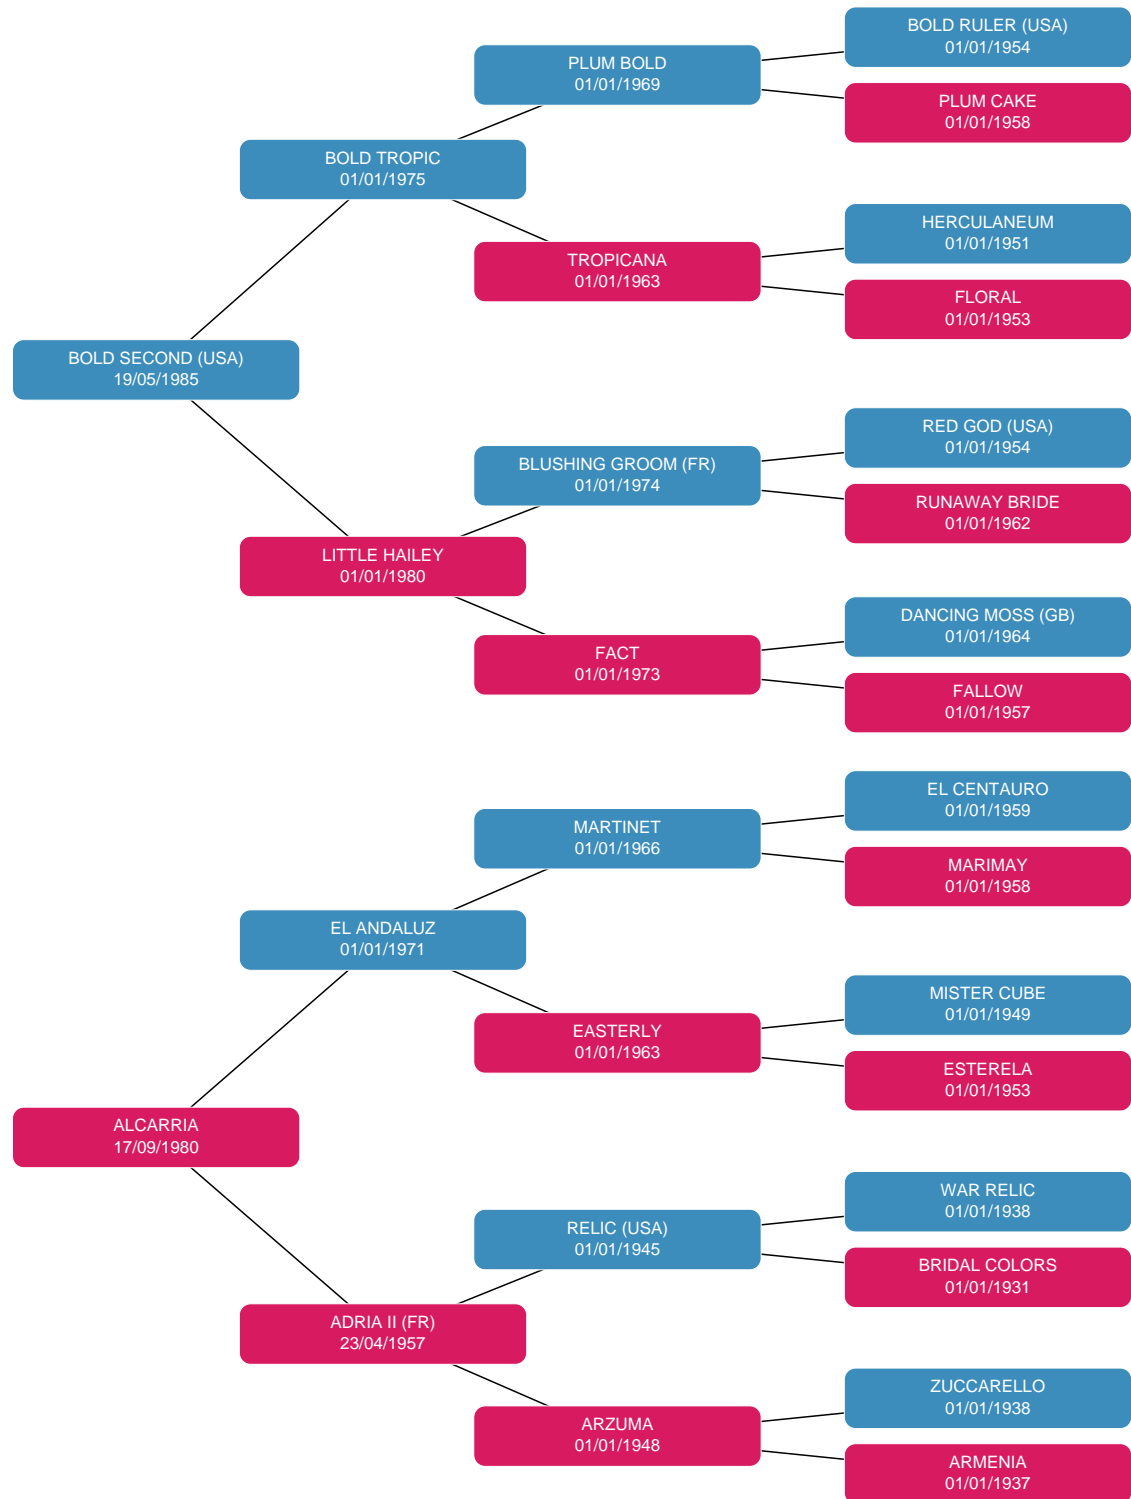 BOLD RULER (USA)
01/01/1954
PLUM BOLD
01/01/1969
PLUM CAKE
01/01/1958
BOLD TROPIC
01/01/1975
HERCULANEUM
01/01/1951
TROPICANA
01/01/1963
FLORAL
01/01/1953
BOLD SECOND (USA)
19/05/1985
RED GOD (USA)
01/01/1954
BLUSHING GROOM (FR)
01/01/1974
RUNAWAY BRIDE
01/01/1962
LITTLE HAILEY
01/01/1980
DANCING MOSS (GB)
01/01/1964
FACT
01/01/1973
FALLOW
01/01/1957
EL CENTAURO
01/01/1959
MARTINET
01/01/1966
MARIMAY
01/01/1958
EL ANDALUZ
01/01/1971
MISTER CUBE
01/01/1949
EASTERLY
01/01/1963
ESTERELA
01/01/1953
ALCARRIA
17/09/1980
WAR RELIC
01/01/1938
RELIC (USA)
01/01/1945
BRIDAL COLORS
01/01/1931
ADRIA II (FR)
23/04/1957
ZUCCARELLO
01/01/1938
ARZUMA
01/01/1948
ARMENIA
01/01/1937